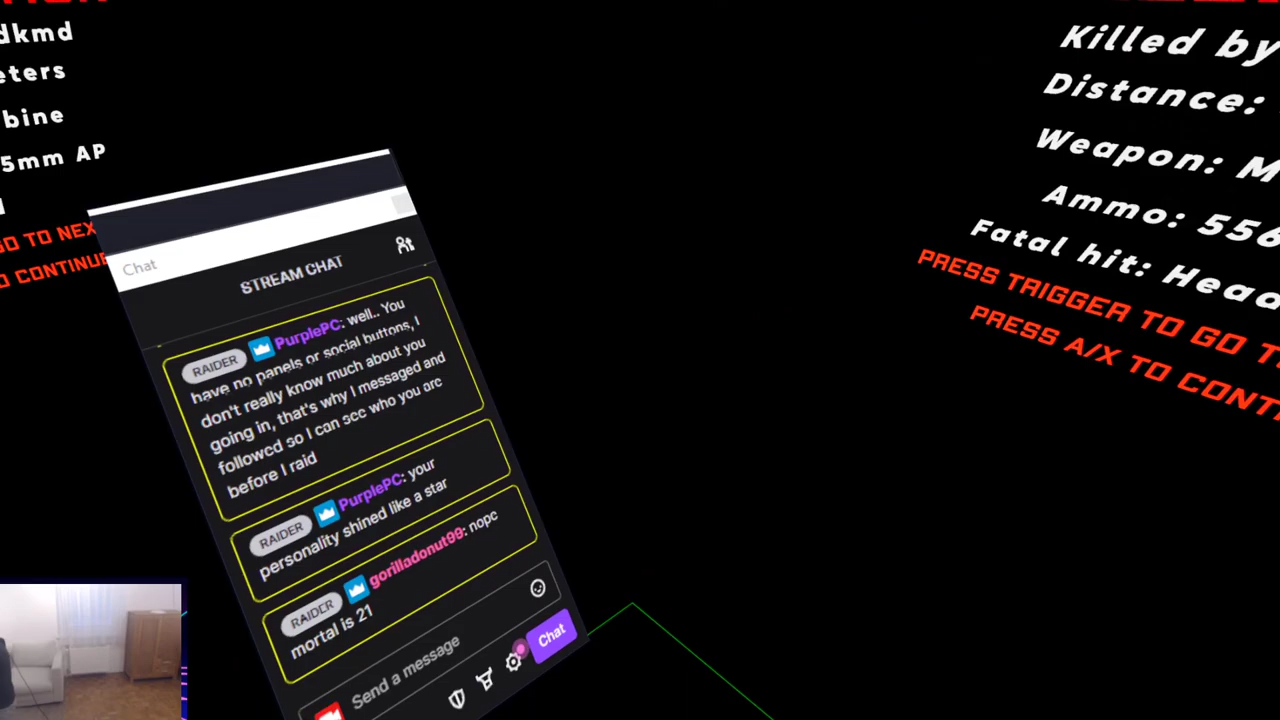 dkmd
eters
bine
5mm AP
GO TO NEX
O CONTINUE
Chat
STREAM CHAT
RAIDER PurplePC: well.. You
have no panels or social buttons, I
don't really know much about you
going in, that's why I messaged and
followed so I can see who you are
before I raid
RAIDER PurplePC: your
personality shined like a star
RAIDER gorilladonut99: nope
mortal is 21
Send a message
Chat
Killed by
Distance:
Weapon: M
Ammo: 556
Fatal hit: Head
PRESS TRIGGER TO GO T
PRESS A/X TO CONT